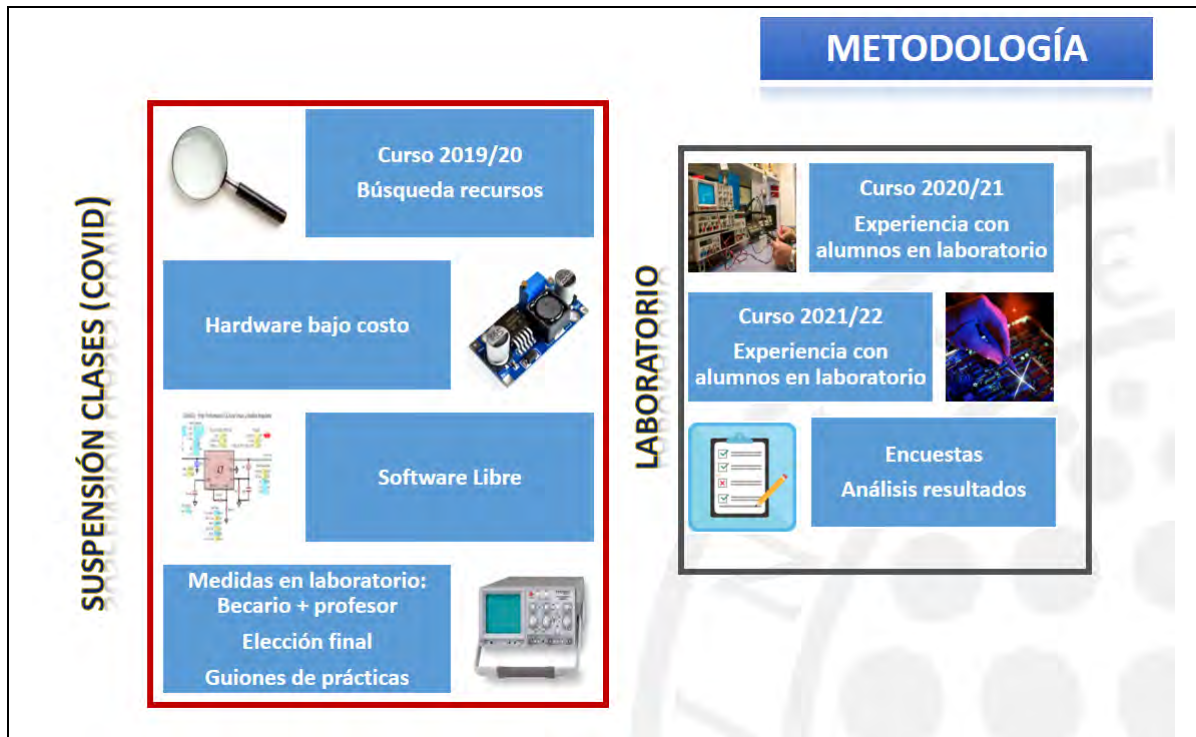 METODOLOGÍA
SUSPENSIÓN CLASES (COVID)
Curso 2019/20
Búsqueda recursos
Hardware bajo costo
Software Libre
Medidas en laboratorio:
Becario + profesor
Elección final
Guiones de prácticas
LABORATORIO
Curso 2020/21
Experiencia con
alumnos en laboratorio
Curso 2021/22
Experiencia con
alumnos en laboratorio
Encuestas
Análisis resultados